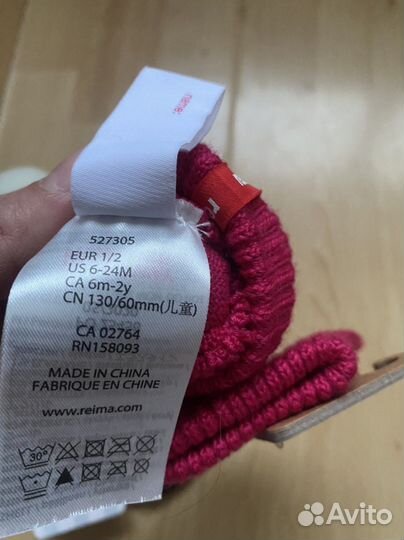 name:
r
527305
EUR 1/2
US 6-24M
CA 6m-2y
CN 130/60mm(儿童)
CA 02764
RN158093
MADE IN CHINA
FABRIQUE EN CHINE
www.reima.com
30°
Avito